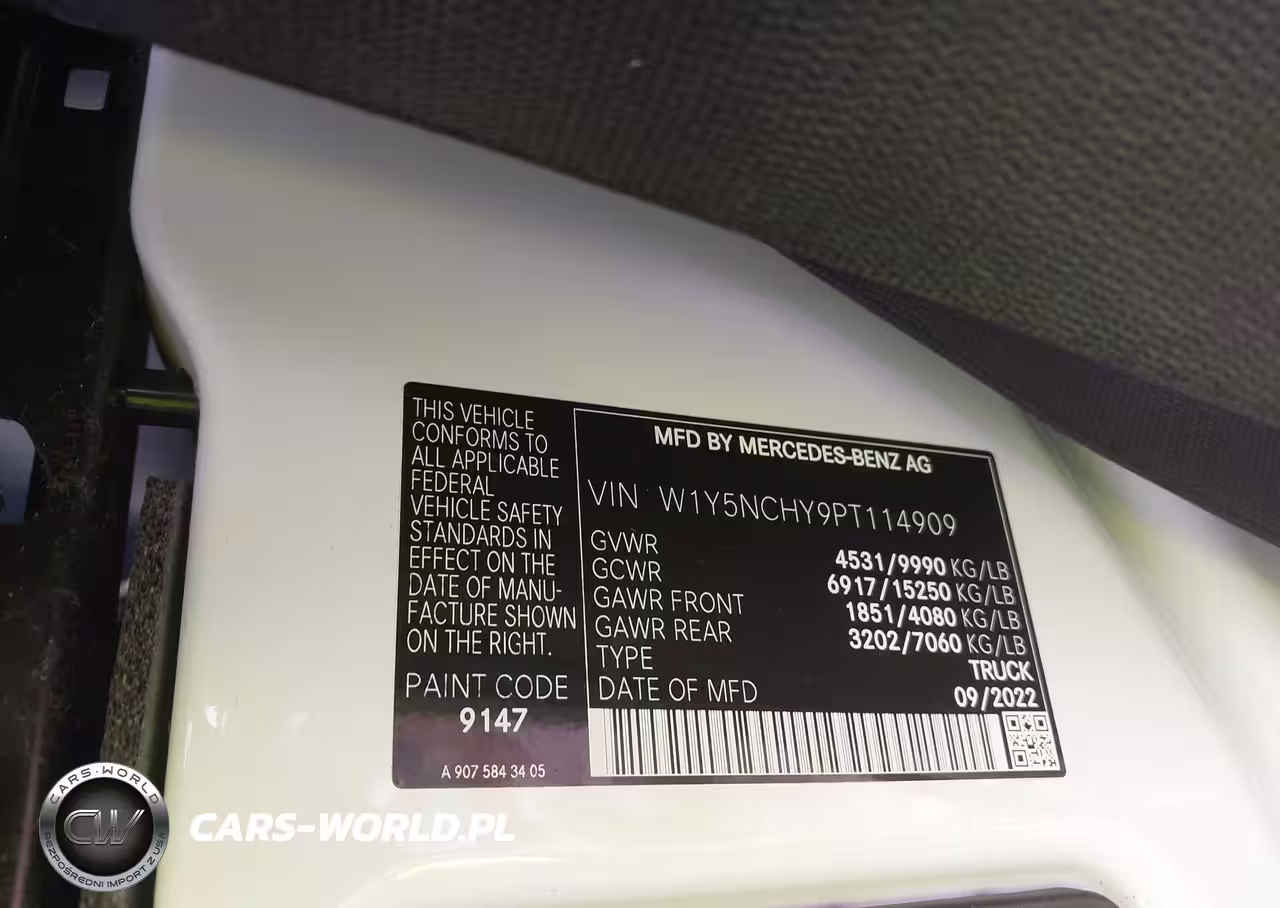 THIS VEHICLE
CONFORMS TO
ALL APPLICABLE
FEDERAL
VEHICLE SAFETY
STANDARDS IN
EFFECT ON THE
DATE OF MANU-
FACTURE SHOWN
ON THE RIGHT.
PAINT CODE
9147
A 907 584 34 05
MFD BY MERCEDES-BENZ AG
VIN W1Y5NCHY9PT114909
GVWR 4531/9990 KG/LB
GCWR 6917/15250 KG/LB
GAWR FRONT 1851/4080 KG/LB
GAWR REAR 3202/7060 KG/LB
TYPE TRUCK
DATE OF MFD 09/2022
CARS-WORLD
CW
BEZPOŚREDNI IMPORT Z USA
CARS-WORLD.PL